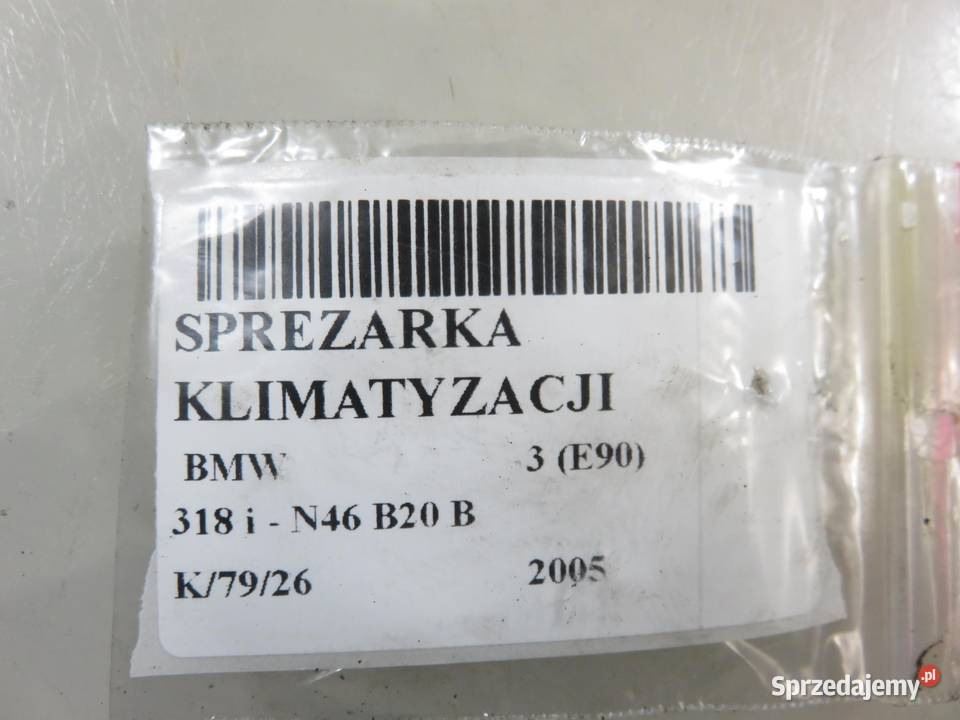 SPREZARKA
KLIMATYZACJI
BMW 3 (E90)
318 i - N46 B20 B
K/79/26 2005
Sprzedajemy.pl